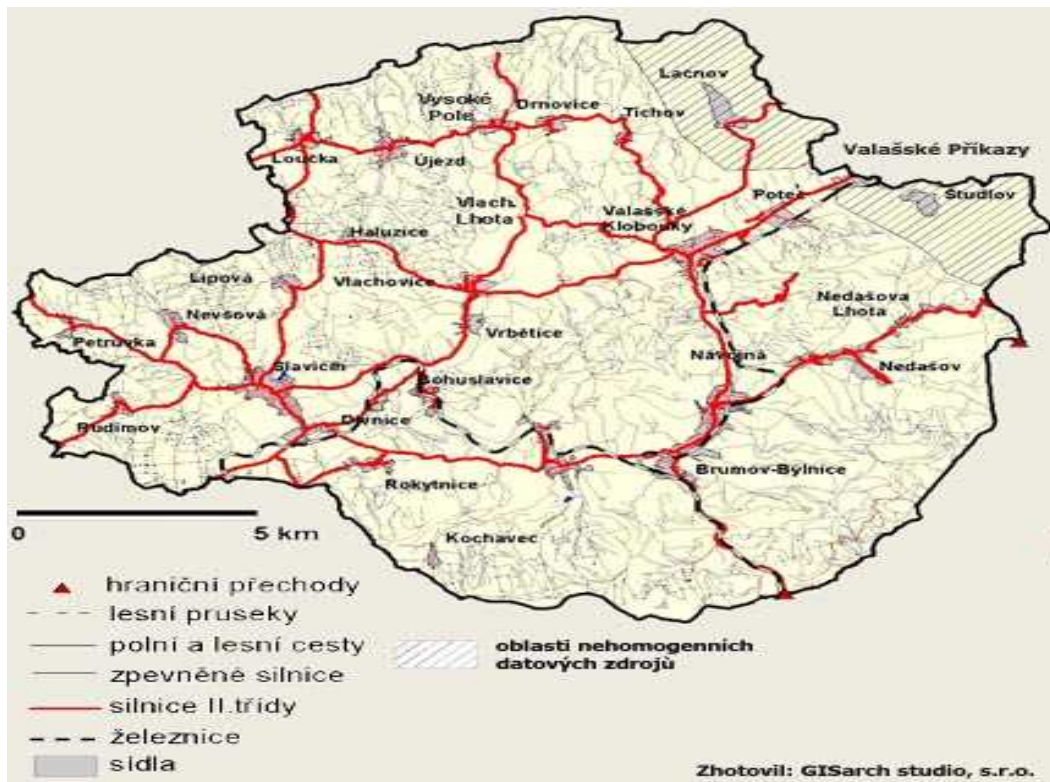 Lačnov
Vysoké
Pole
Drnovice
Tichov
Valašské Příkazy
Loučka
Újezd
Študlov
Vlach.
Lhota
Valašské
Klobouky
Poteč
Haluzice
Lipová
Vlachovice
Nedašova
Lhota
Nevšová
Petrůvka
Vrbětice
Návojná
Slavičín
Bohuslavice
Nedašov
Divnice
Rudimov
Rokytnice
Brumov-Bylnice
0
5 km
Kochavec
hraniční přechody
lesní pruseky
polní a lesní cesty
zpevněné silnice
silnice II.třídy
železnice
sídla
oblasti nehomogenních
datových zdrojů
Zhotovil: GISarch studio, s.r.o.